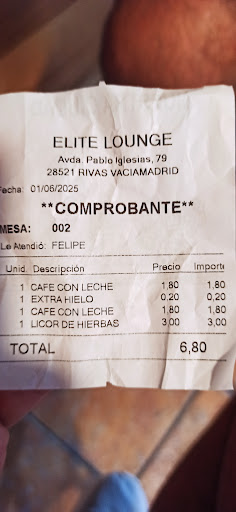 ELITE LOUNGE
Avda. Pablo Iglesias, 79
28521 RIVAS VACIAMADRID
Fecha: 01/06/2025
**COMPROBANTE**
MESA: 002
Le Atendió: FELIPE
Unid. Descripción Precio Importe
1 CAFE CON LECHE 1,80 1,80
1 EXTRA HIELO 0,20 0,20
1 CAFE CON LECHE 1,80 1,80
1 LICOR DE HIERBAS 3,00 3,00
TOTAL 6,80